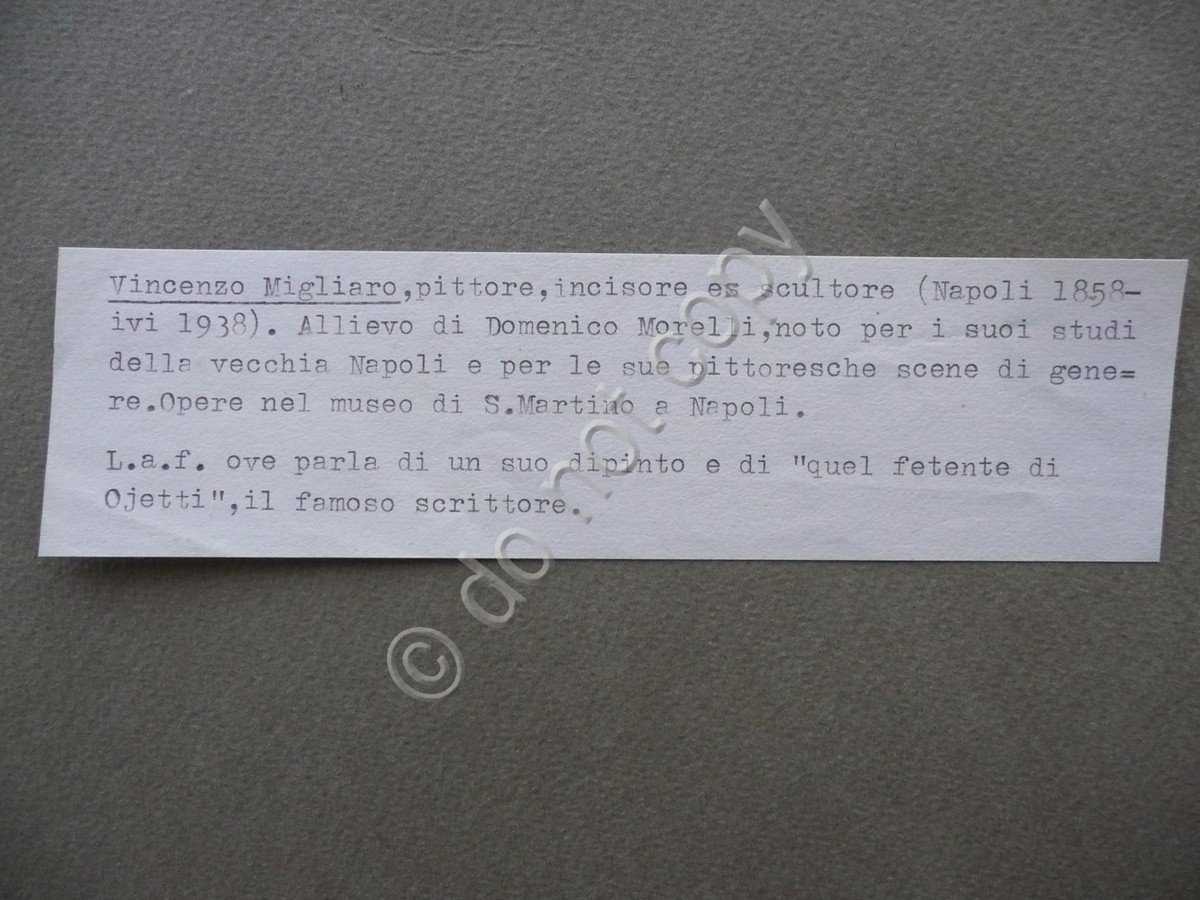 Vincenzo Migliaro,pittore,incisore es scultore (Napoli 1858-
ivi 1938). Allievo di Domenico Morelli,noto per i suoi studi
della vecchia Napoli e per le sue pittoresche scene di gene=
re.Opere nel museo di S.Martino a Napoli.
L.a.f. ove parla di un suo dipinto e di "quel fetente di
Ojetti",il famoso scrittore.
© do not copy